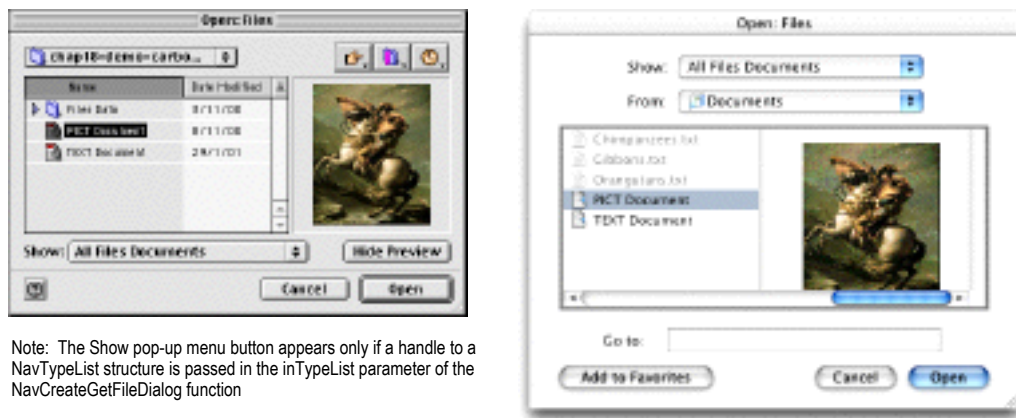 Open: Files
chap18-demo-carbo...
Name
Date Modified
Files Data
8/11/00
PICT Document
8/11/00
TEXT Document
29/1/01
Show: All Files Documents
Hide Preview
Cancel
Open
Note: The Show pop-up menu button appears only if a handle to a
NavTypeList structure is passed in the inTypeList parameter of the
NavCreateGetFileDialog function
Open: Files
Show: All Files Documents
From: Documents
Chimpanzees.txt
Gibbons.txt
Orangutans.txt
PICT Document
TEXT Document
Go to:
Add to Favorites
Cancel
Open